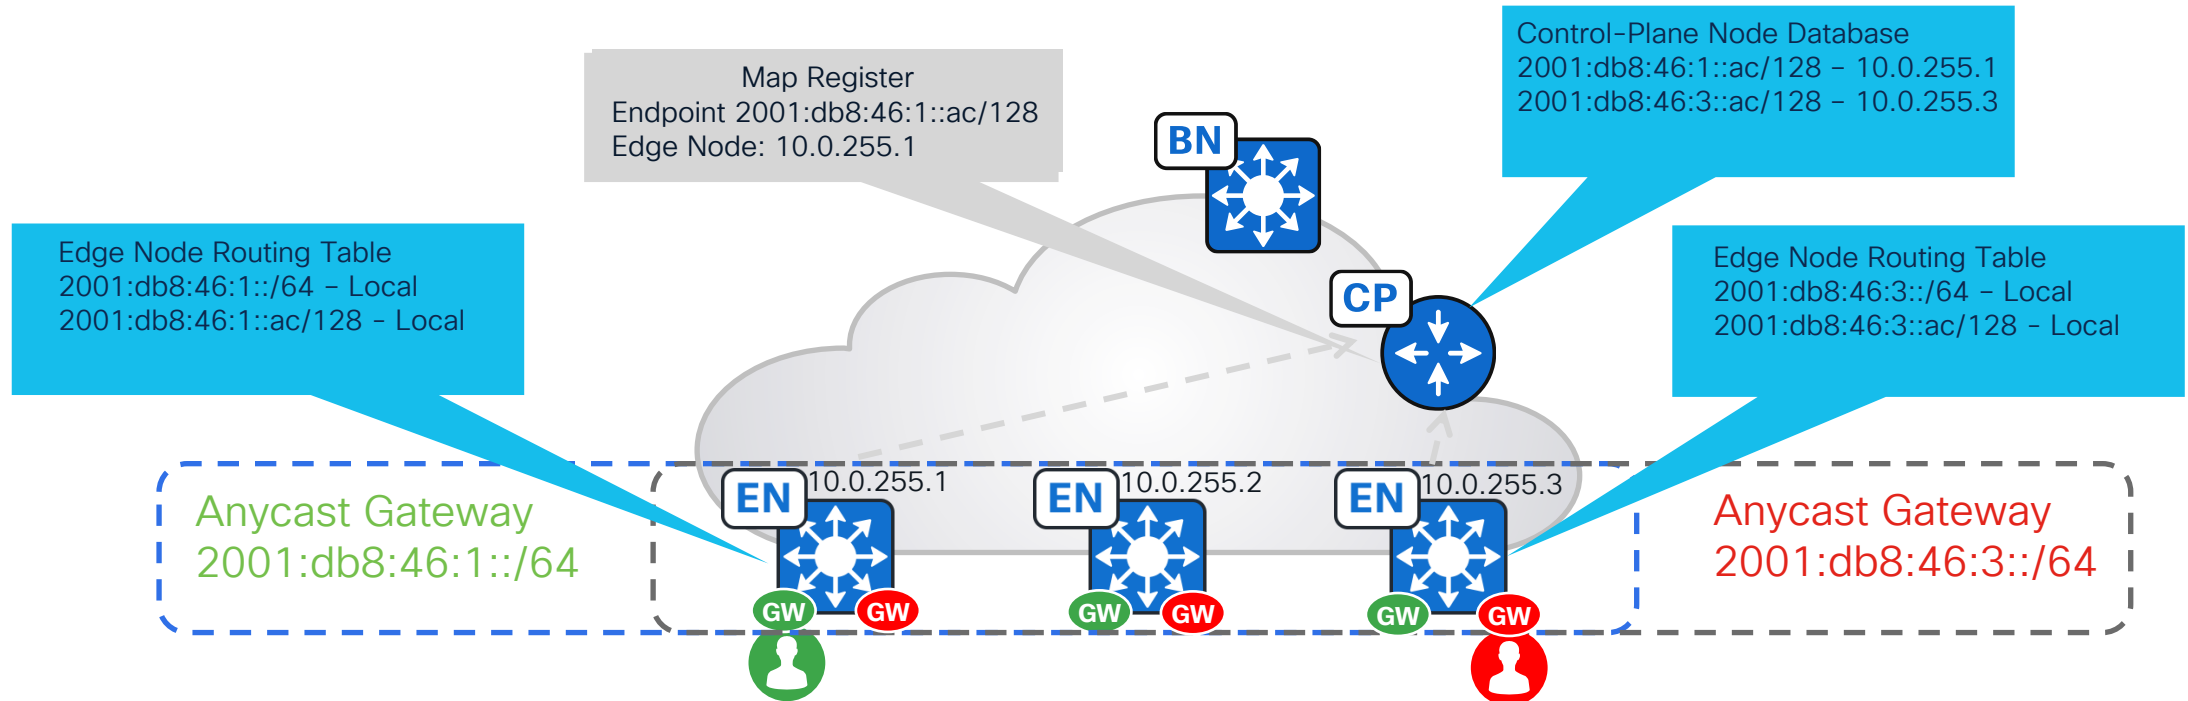 Control-Plane Node Database
2001:db8:46:1::ac/128 – 10.0.255.1
2001:db8:46:3::ac/128 – 10.0.255.3
Map Register
Endpoint 2001:db8:46:1::ac/128
Edge Node: 10.0.255.1
BN
Edge Node Routing Table
2001:db8:46:1::/64 – Local
2001:db8:46:1::ac/128 - Local
CP
Edge Node Routing Table
2001:db8:46:3::/64 – Local
2001:db8:46:3::ac/128 - Local
Anycast Gateway
2001:db8:46:1::/64
EN
10.0.255.1
EN
10.0.255.2
EN
10.0.255.3
Anycast Gateway
2001:db8:46:3::/64
GW
GW
GW
GW
GW
GW